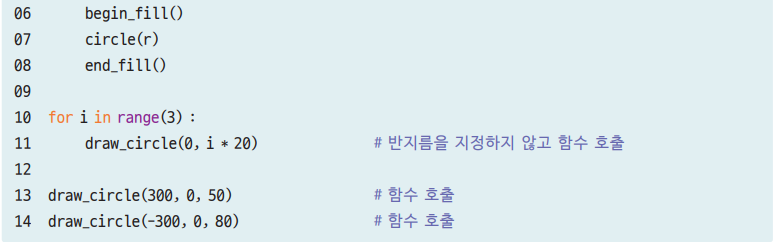 06 begin_fill()
07 circle(r)
08 end_fill()
09
10 for i in range(3) :
11 draw_circle(0, i * 20) # 반지름을 지정하지 않고 함수 호출
12
13 draw_circle(300, 0, 50) # 함수 호출
14 draw_circle(-300, 0, 80) # 함수 호출